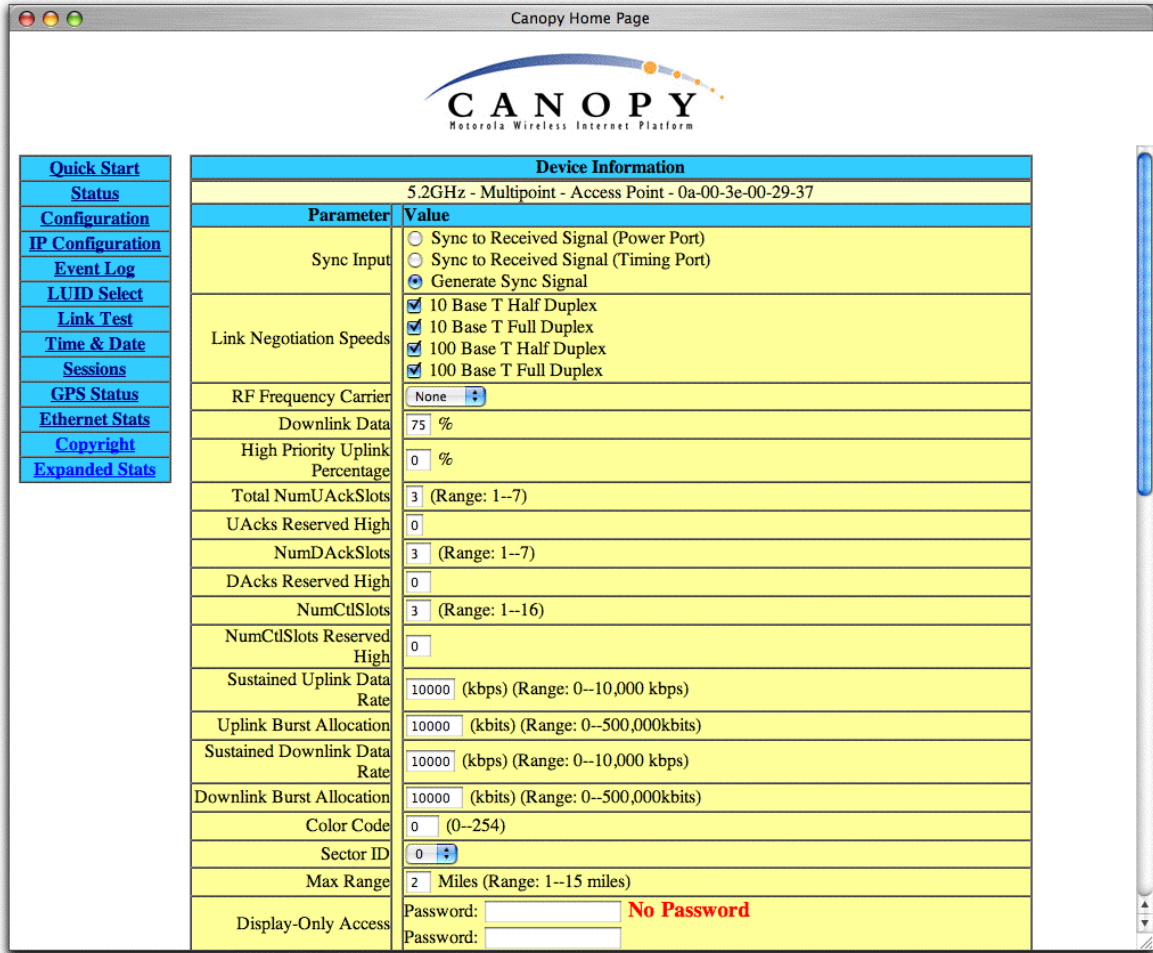 Canopy Home Page
CANOPY
Motorola Wireless Internet Platform
Quick Start
Status
Configuration
IP Configuration
Event Log
LUID Select
Link Test
Time & Date
Sessions
GPS Status
Ethernet Stats
Copyright
Expanded Stats
Device Information
5.2GHz - Multipoint - Access Point - 0a-00-3e-00-29-37
Parameter Value
Sync Input
Sync to Received Signal (Power Port)
Sync to Received Signal (Timing Port)
Generate Sync Signal
Link Negotiation Speeds
10 Base T Half Duplex
10 Base T Full Duplex
100 Base T Half Duplex
100 Base T Full Duplex
RF Frequency Carrier None
Downlink Data 75 %
High Priority Uplink
Percentage
0 %
Total NumUAckSlots 3 (Range: 1--7)
UAcks Reserved High 0
NumDAckSlots 3 (Range: 1--7)
DAcks Reserved High 0
NumCtlSlots 3 (Range: 1--16)
NumCtlSlots Reserved
High
0
Sustained Uplink Data
Rate
10000 (kbps) (Range: 0--10,000 kbps)
Uplink Burst Allocation 10000 (kbits) (Range: 0--500,000kbits)
Sustained Downlink Data
Rate
10000 (kbps) (Range: 0--10,000 kbps)
Downlink Burst Allocation 10000 (kbits) (Range: 0--500,000kbits)
Color Code 0 (0--254)
Sector ID 0
Max Range 2 Miles (Range: 1--15 miles)
Display-Only Access
Password: No Password
Password: